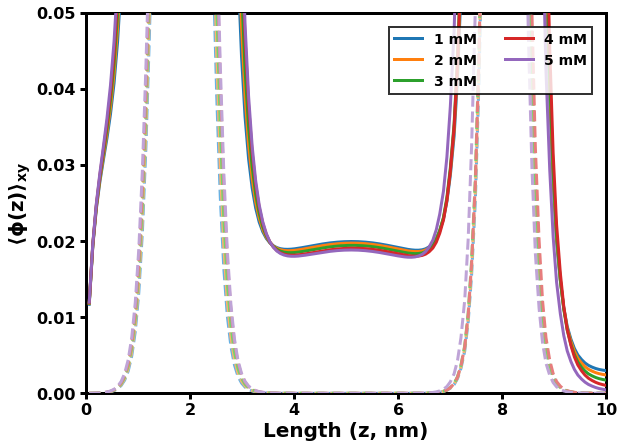 0.05
0.04
0.03
0.02
0.01
0.00
⟨ϕ(z)⟩xy
1 mM
2 mM
3 mM
4 mM
5 mM
0 2 4 6 8 10
Length (z, nm)